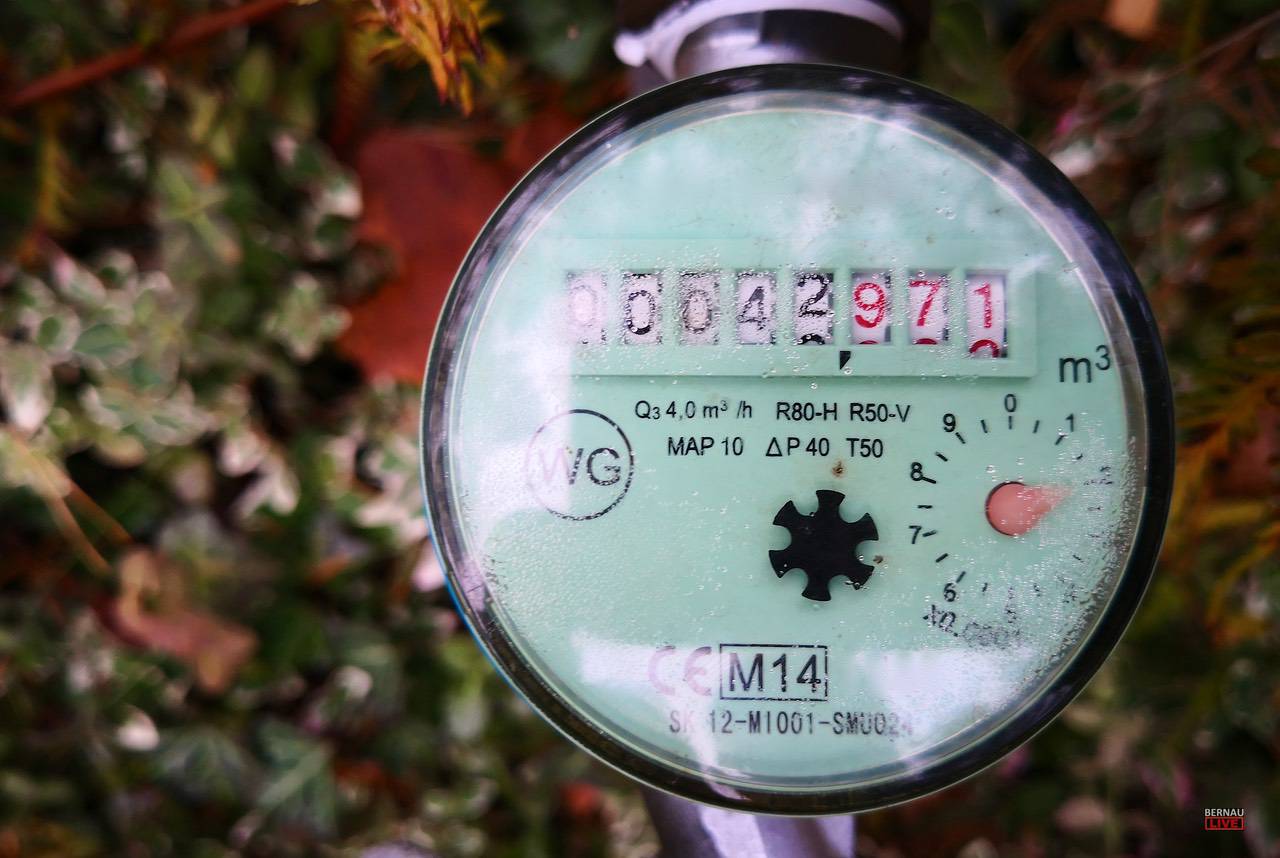 00042971
m³
Q₃ 4,0 m³ /h R80-H R50-V
MAP 10 ΔP 40 T50
WG
0
1
9
8
7
6
CE M14
SK 12-MI001-SMU024
BERNAU
LIVE